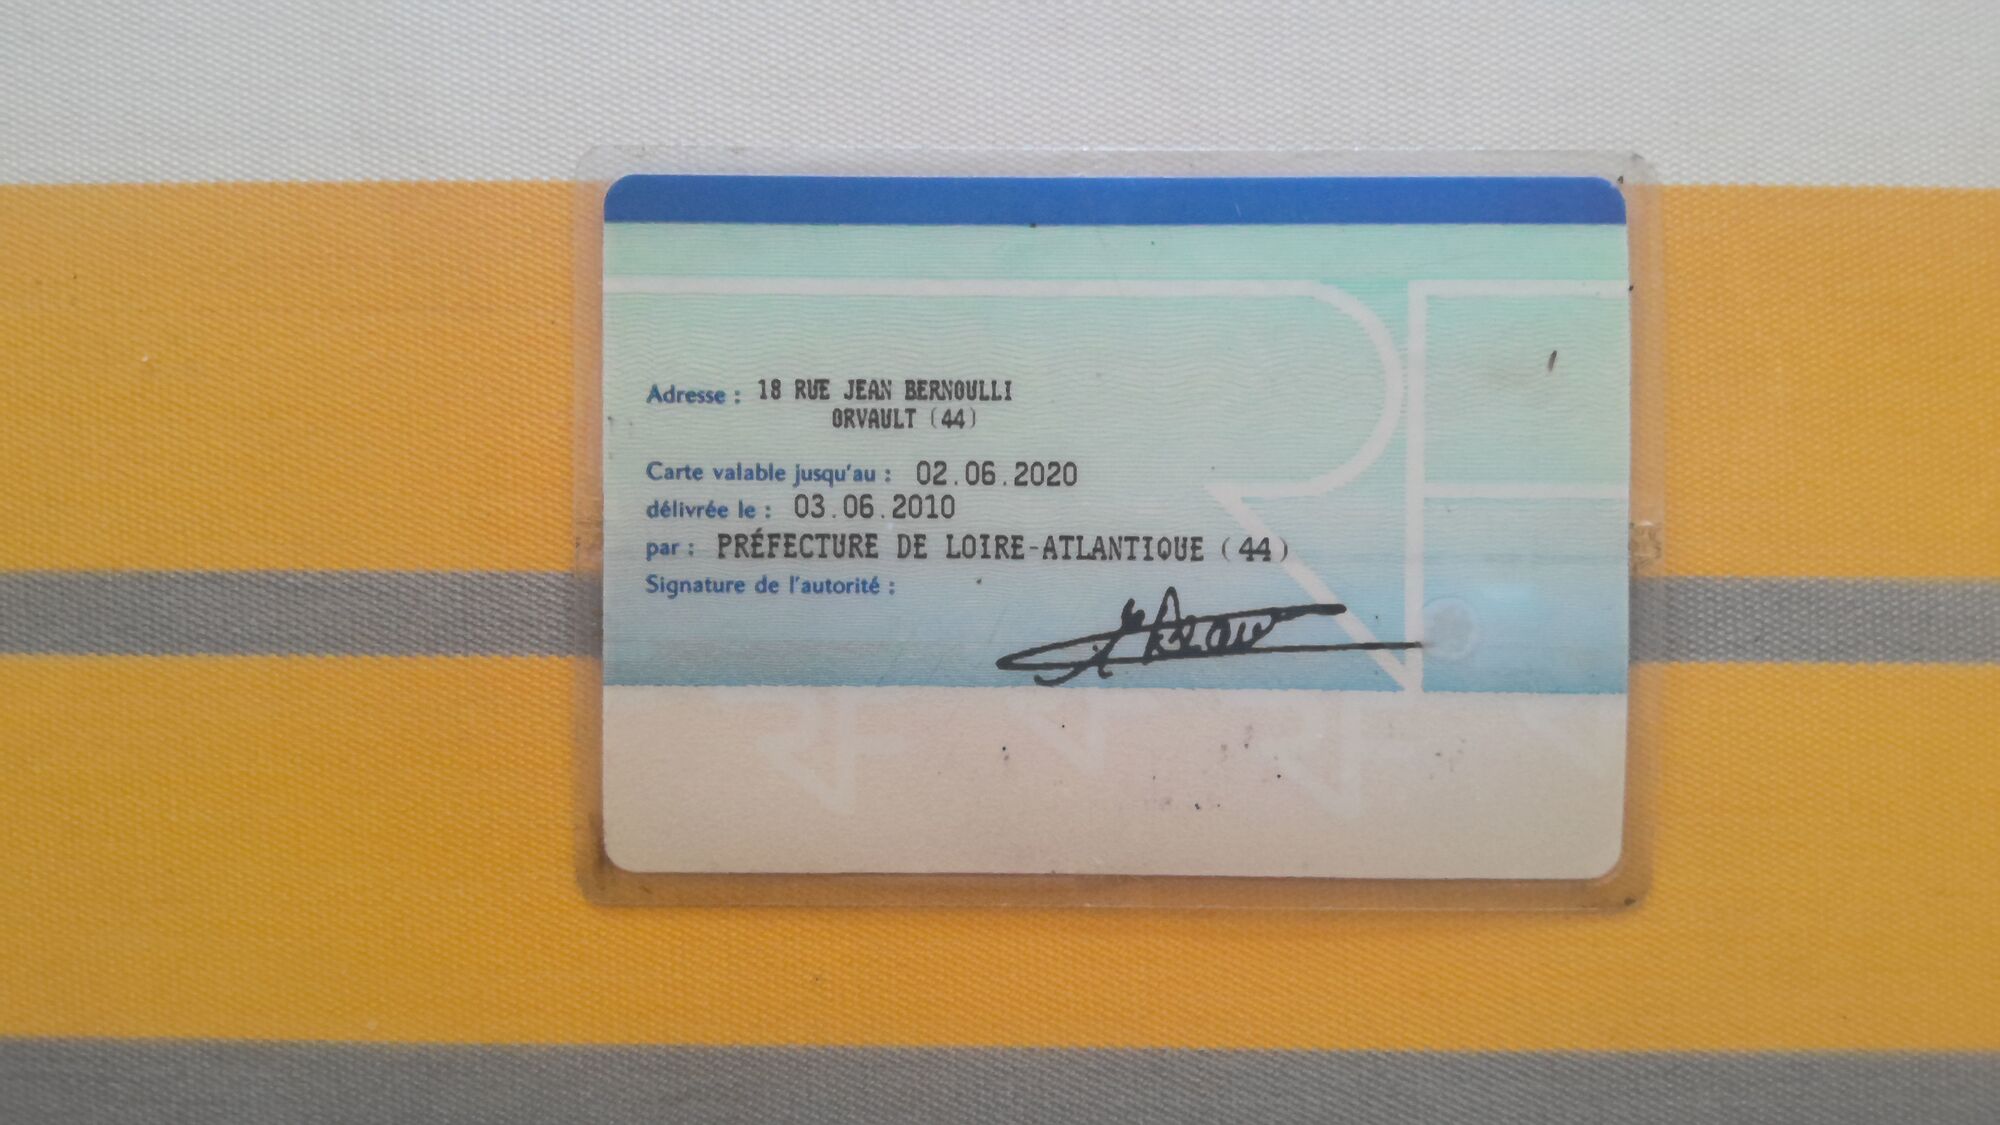 Adresse : 18 RUE JEAN BERNOULLI
ORVAULT (44)
Carte valable jusqu'au : 02.06.2020
délivrée le : 03.06.2010
par : PRÉFECTURE DE LOIRE-ATLANTIQUE (44)
Signature de l'autorité :